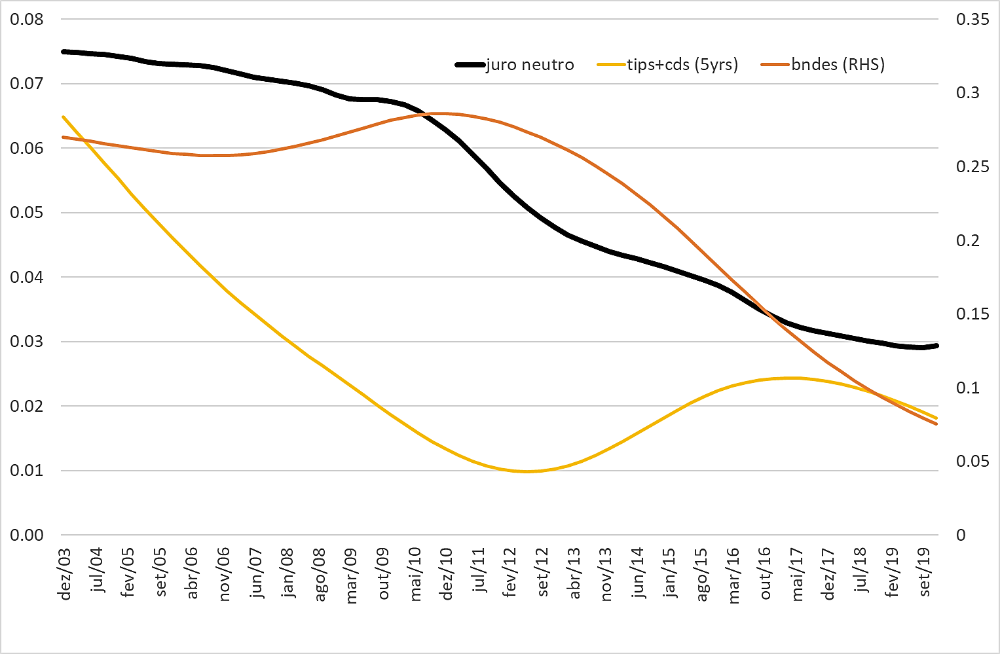 0.08
0.35
juro neutro tips+cds (5yrs) bndes (RHS)
0.07
0.3
0.06
0.25
0.05
0.2
0.04
0.15
0.03
0.1
0.02
0.05
0.01
0.00
0
dez/03
jul/04
fev/05
set/05
abr/06
nov/06
jun/07
jan/08
ago/08
mar/09
out/09
mai/10
dez/10
jul/11
fev/12
set/12
abr/13
nov/13
jun/14
jan/15
ago/15
mar/16
out/16
mai/17
dez/17
jul/18
fev/19
set/19